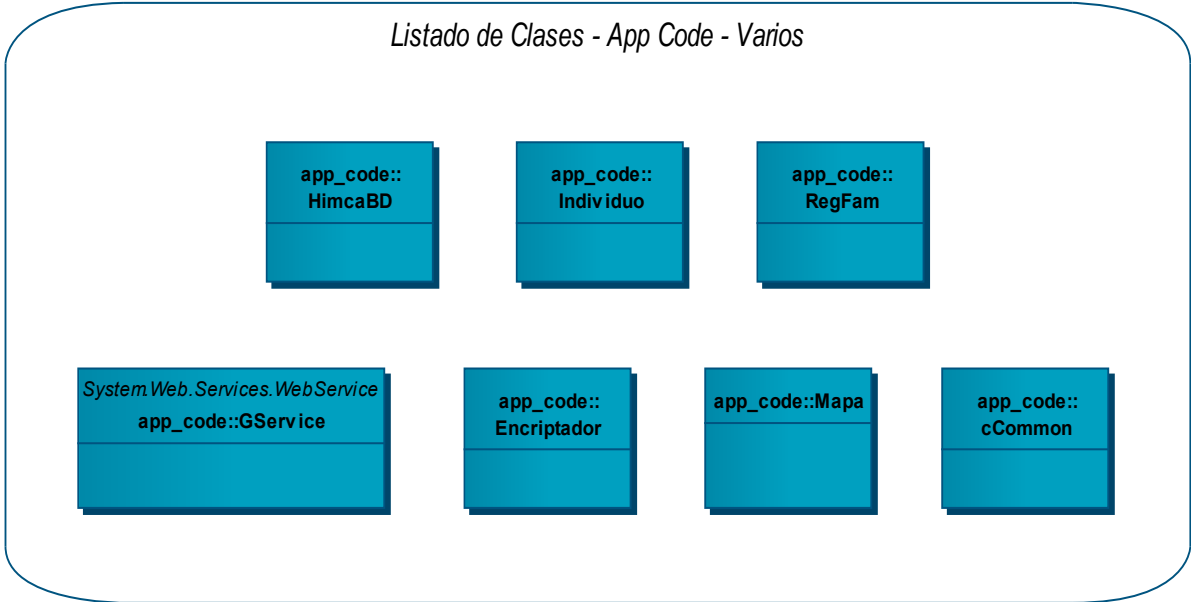 Listado de Clases - App Code - Varios
app_code::
HimcaBD
app_code::
Individuo
app_code::
RegFam
System.Web.Services.WebService
app_code::GService
app_code::
Encriptador
app_code::Mapa
app_code::
cCommon